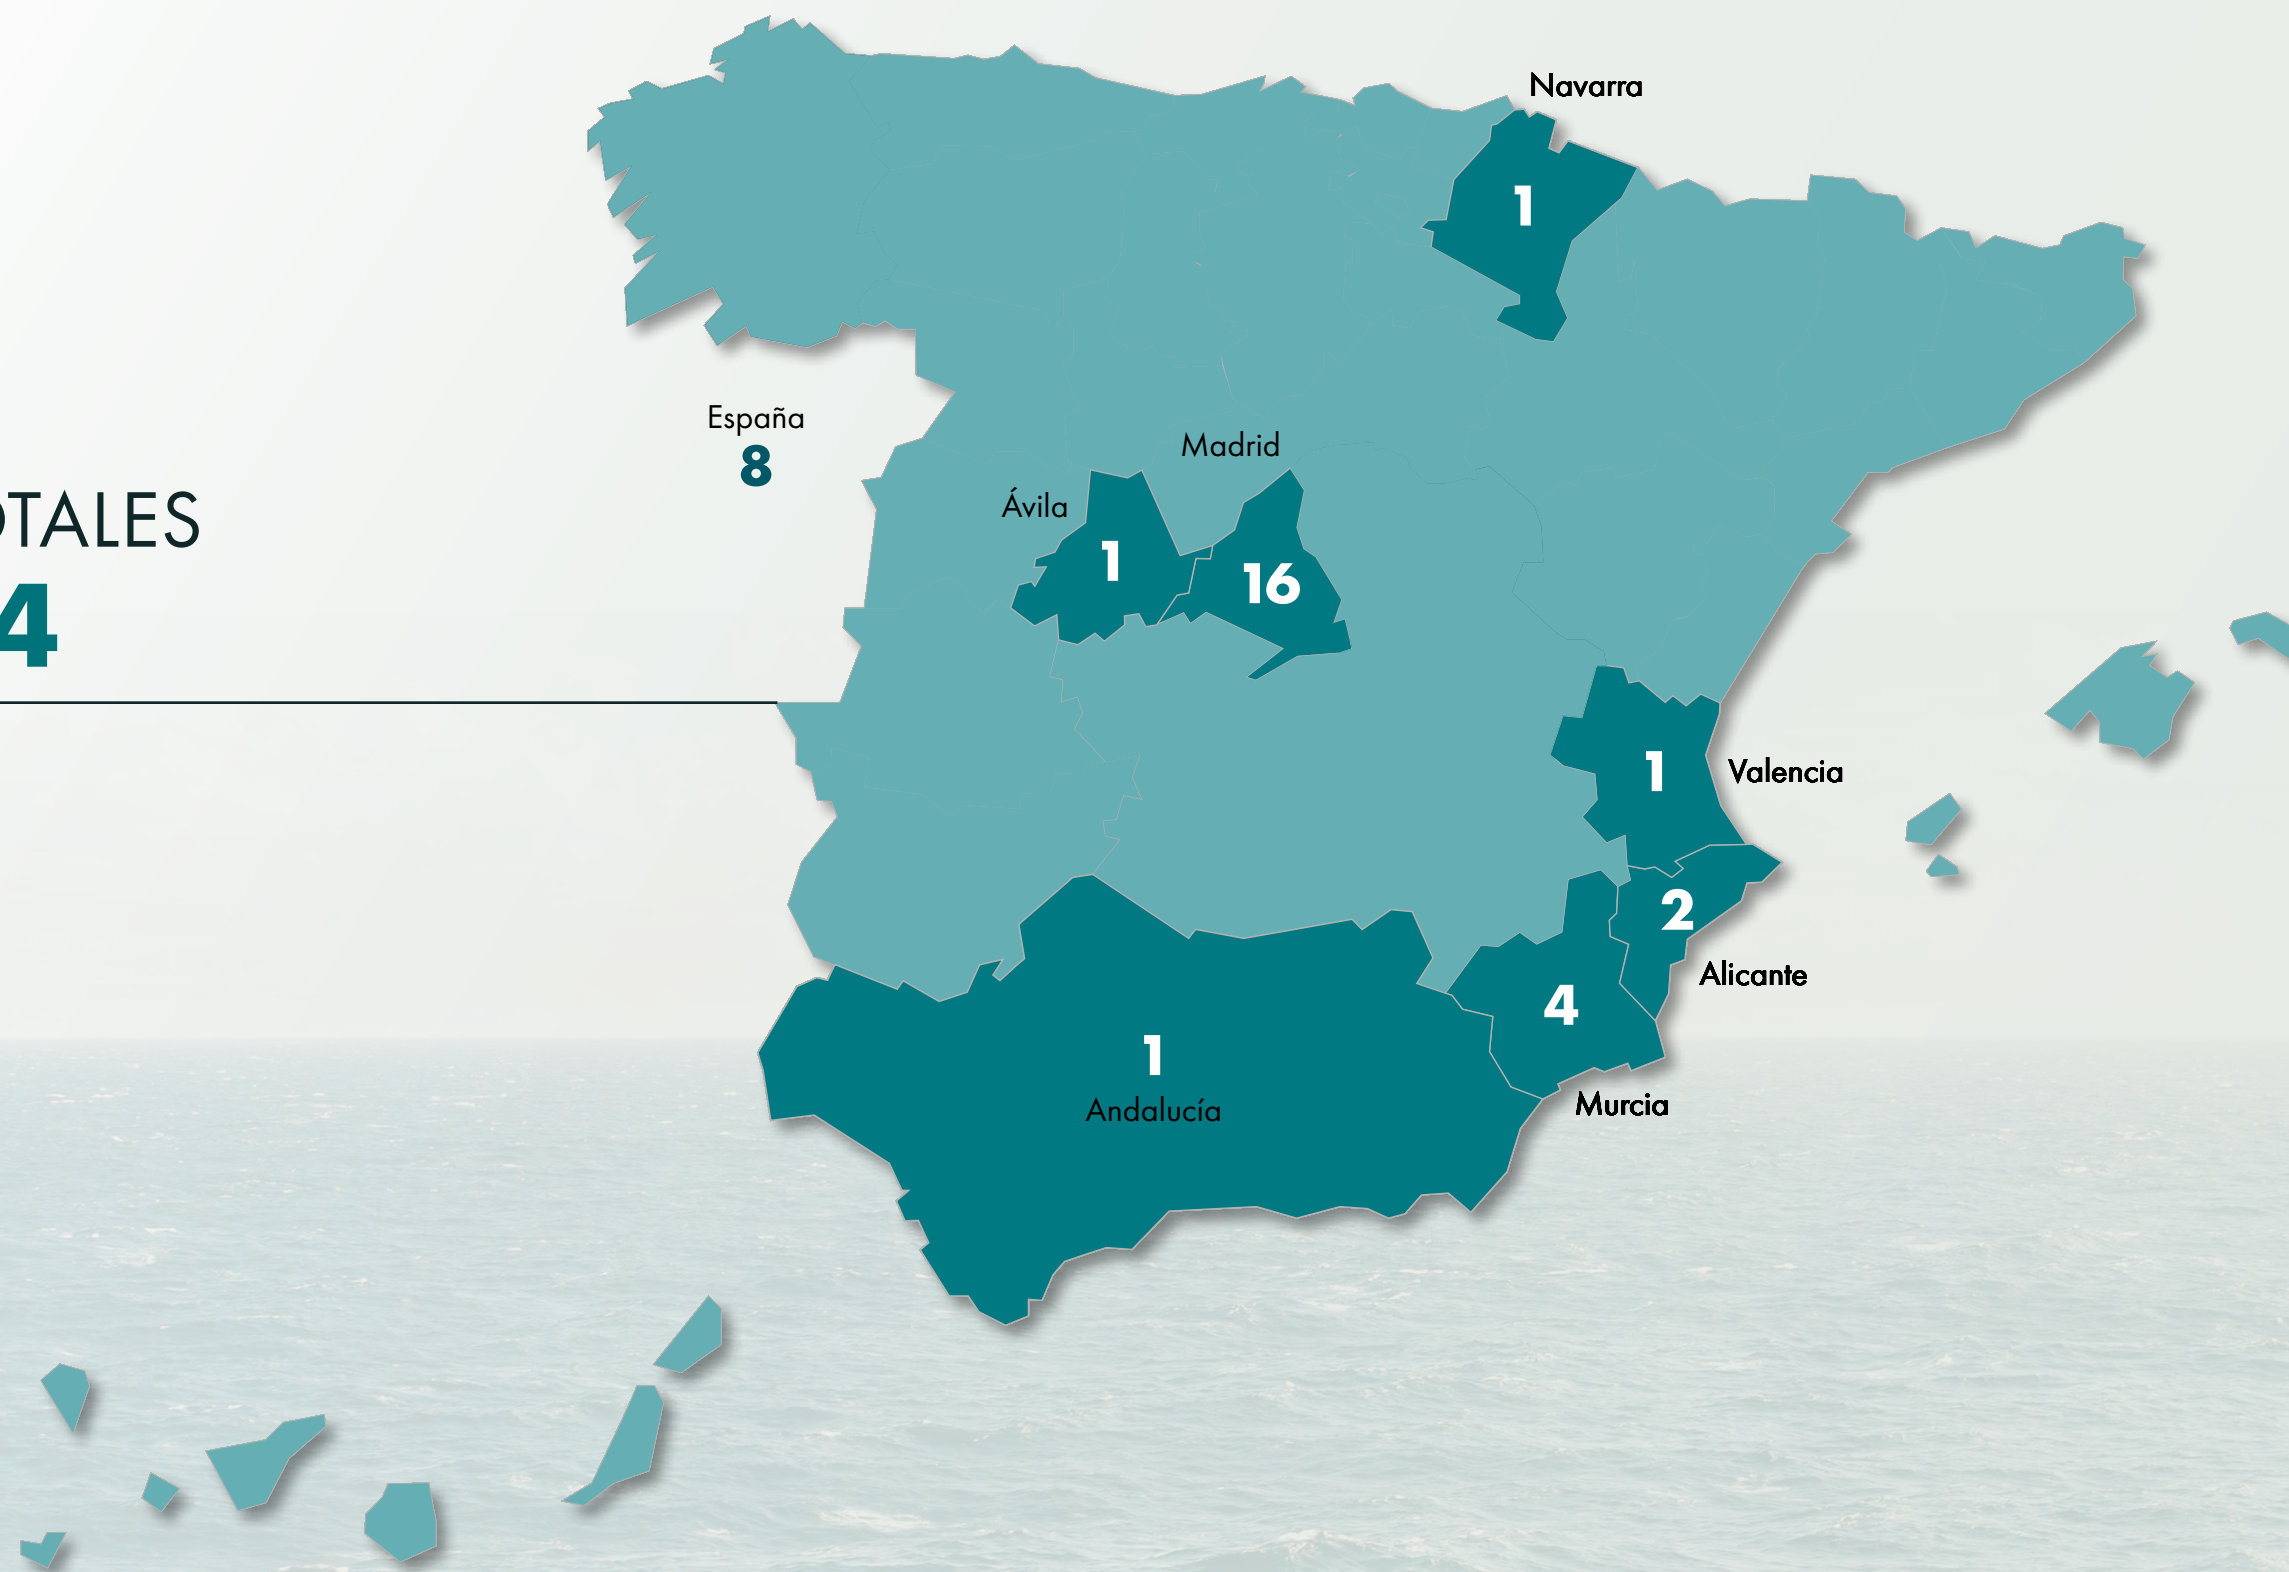 Navarra
1
España
8
Madrid
Ávila
1
16
TALES
4
1
Valencia
2
Alicante
4
1
Andalucía
Murcia